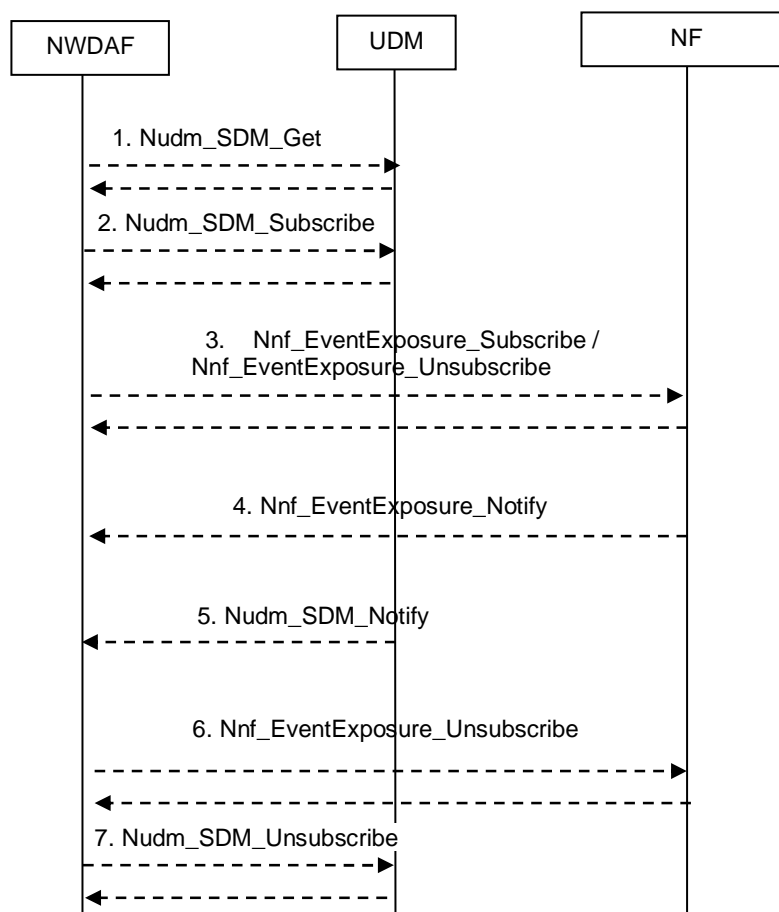 NWDAF
UDM
NF
1. Nudm_SDM_Get
2. Nudm_SDM_Subscribe
3. Nnf_EventExposure_Subscribe /
Nnf_EventExposure_Unsubscribe
4. Nnf_EventExposure_Notify
5. Nudm_SDM_Notify
6. Nnf_EventExposure_Unsubscribe
7. Nudm_SDM_Unsubscribe